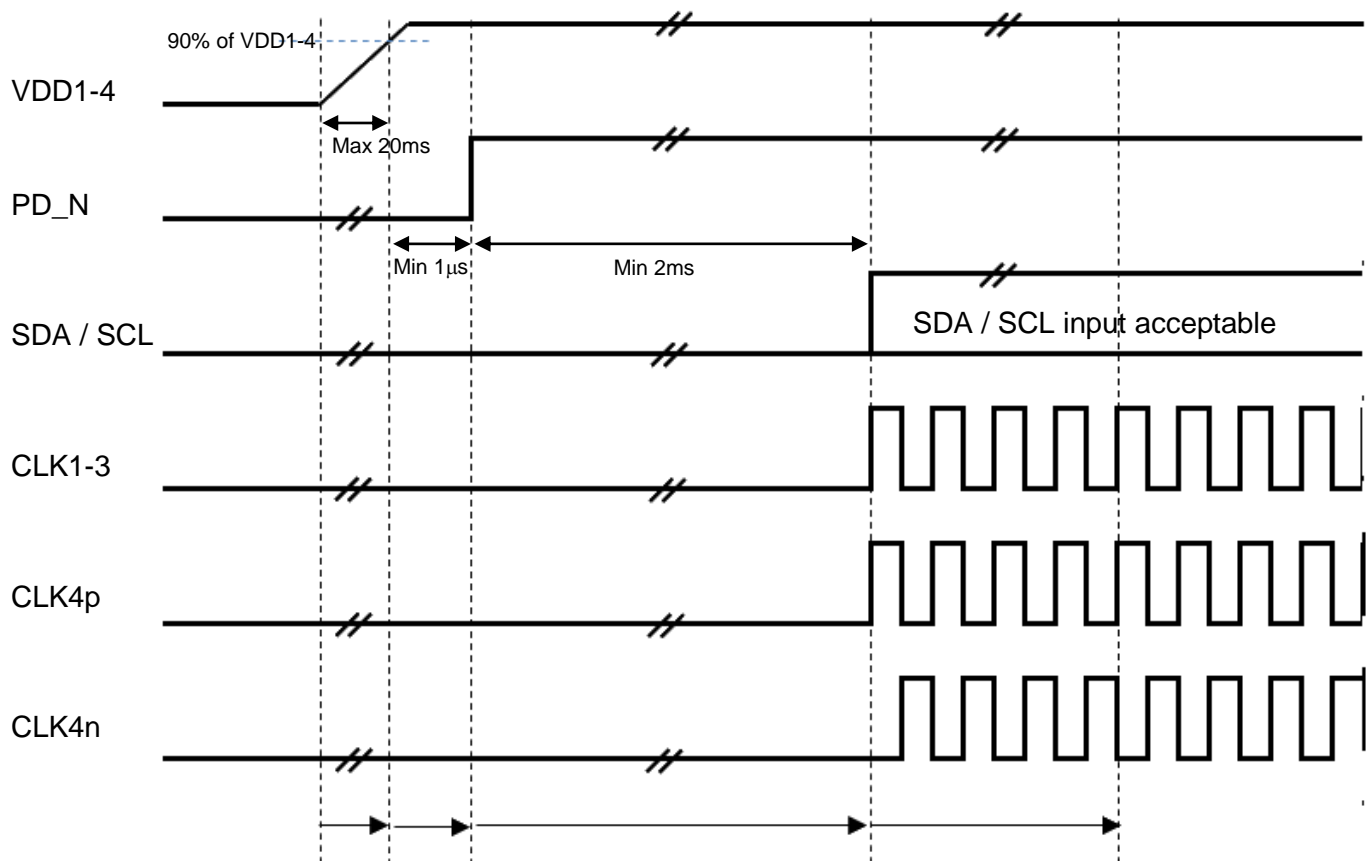 90% of VDD1-4
VDD1-4
Max 20ms
PD_N
Min 1μs
Min 2ms
SDA / SCL
SDA / SCL input acceptable
CLK1-3
CLK4p
CLK4n